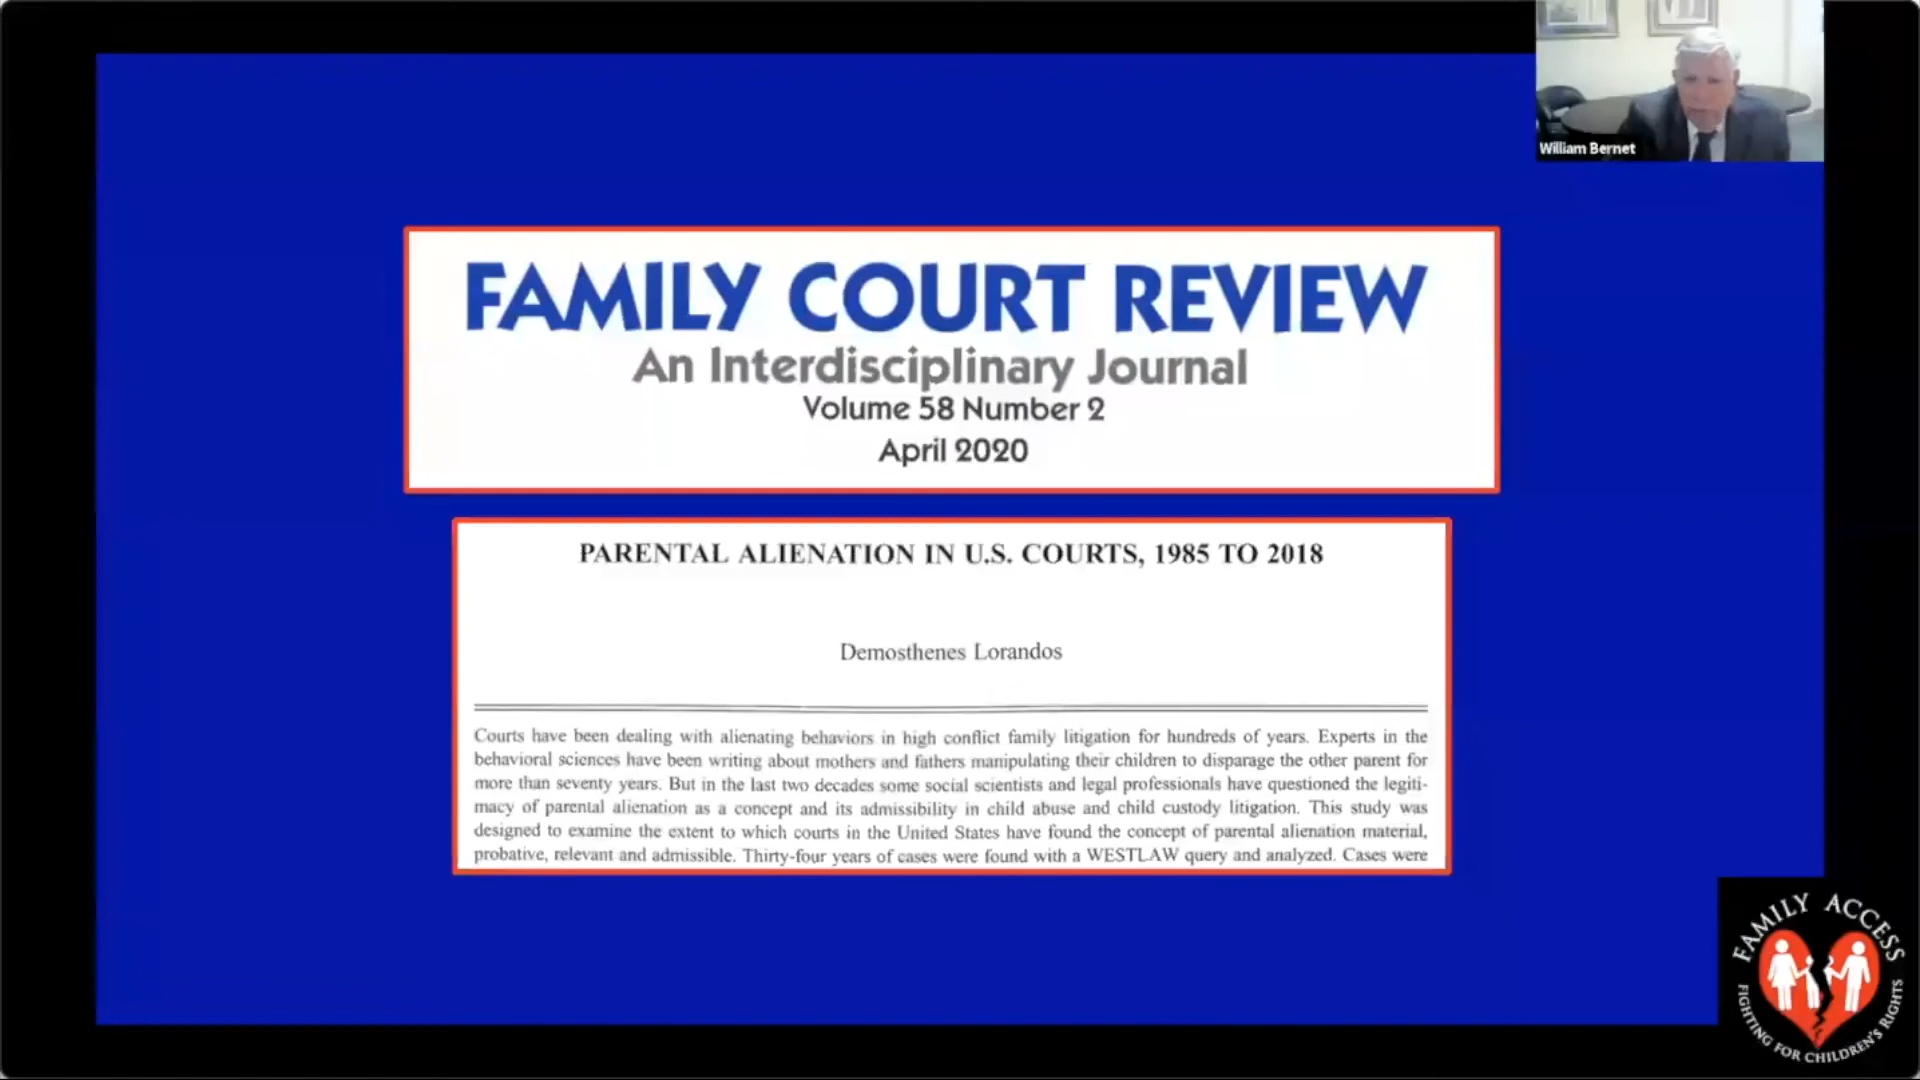 William Bernet
FAMILY COURT REVIEW
An Interdisciplinary Journal
Volume 58 Number 2
April 2020
PARENTAL ALIENATION IN U.S. COURTS, 1985 TO 2018
Demosthenes Lorandos
Courts have been dealing with alienating behaviors in high conflict family litigation for hundreds of years. Experts in the
behavioral sciences have been writing about mothers and fathers manipulating their children to disparage the other parent for
more than seventy years. But in the last two decades some social scientists and legal professionals have questioned the legiti-
macy of parental alienation as a concept and its admissibility in child abuse and child custody litigation. This study was
designed to examine the extent to which courts in the United States have found the concept of parental alienation material,
probative, relevant and admissible. Thirty-four years of cases were found with a WESTLAW query and analyzed. Cases were
FAMILY ACCESS
FIGHTING FOR CHILDREN'S RIGHTS